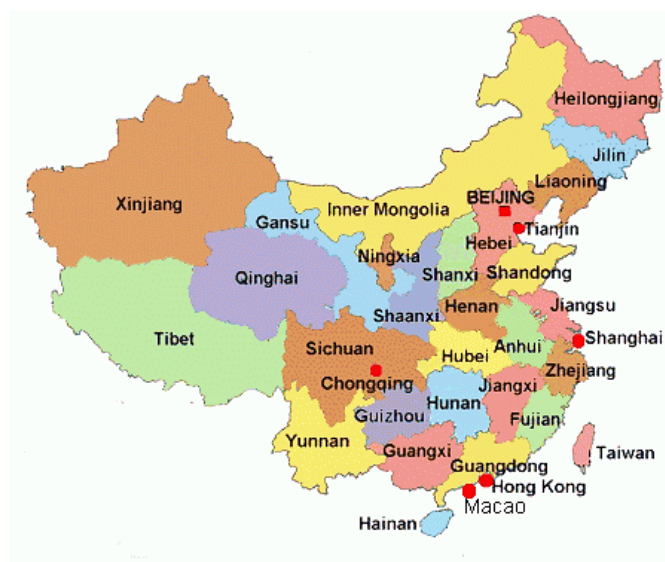 Heilongjiang
Jilin
Xinjiang
Inner Mongolia
BEIJING
Liaoning
Gansu
Tianjin
Ningxia
Hebei
Qinghai
Shanxi
Shandong
Tibet
Shaanxi
Henan
Jiangsu
Sichuan
Hubei
Anhui
Shanghai
Chongqing
Zhejiang
Jiangxi
Hunan
Guizhou
Fujian
Yunnan
Guangxi
Taiwan
Guangdong
Hong Kong
Macao
Hainan